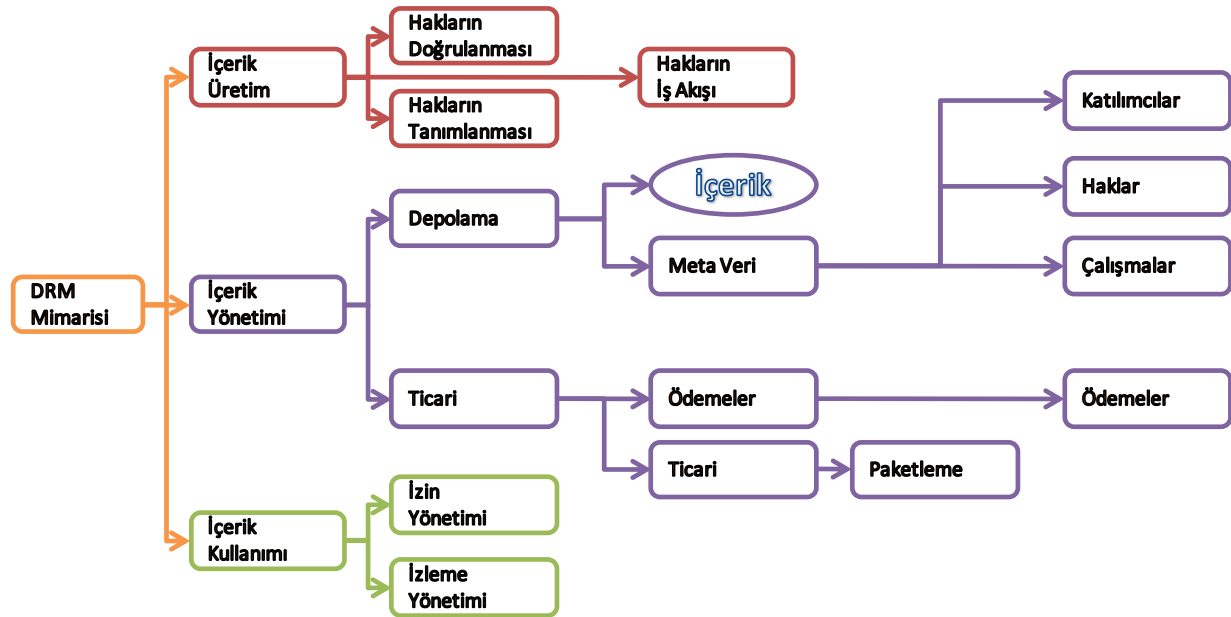 DRM
Mimarisi
İçerik
Üretim
Hakların
Doğrulanması
Hakların
Tanımlanması
Hakların
İş Akışı
İçerik
Yönetimi
Depolama
İçerik
Meta Veri
Katılımcılar
Haklar
Çalışmalar
Ticari
Ödemeler
Ödemeler
Ticari
Paketleme
İçerik
Kullanımı
İzin
Yönetimi
İzleme
Yönetimi